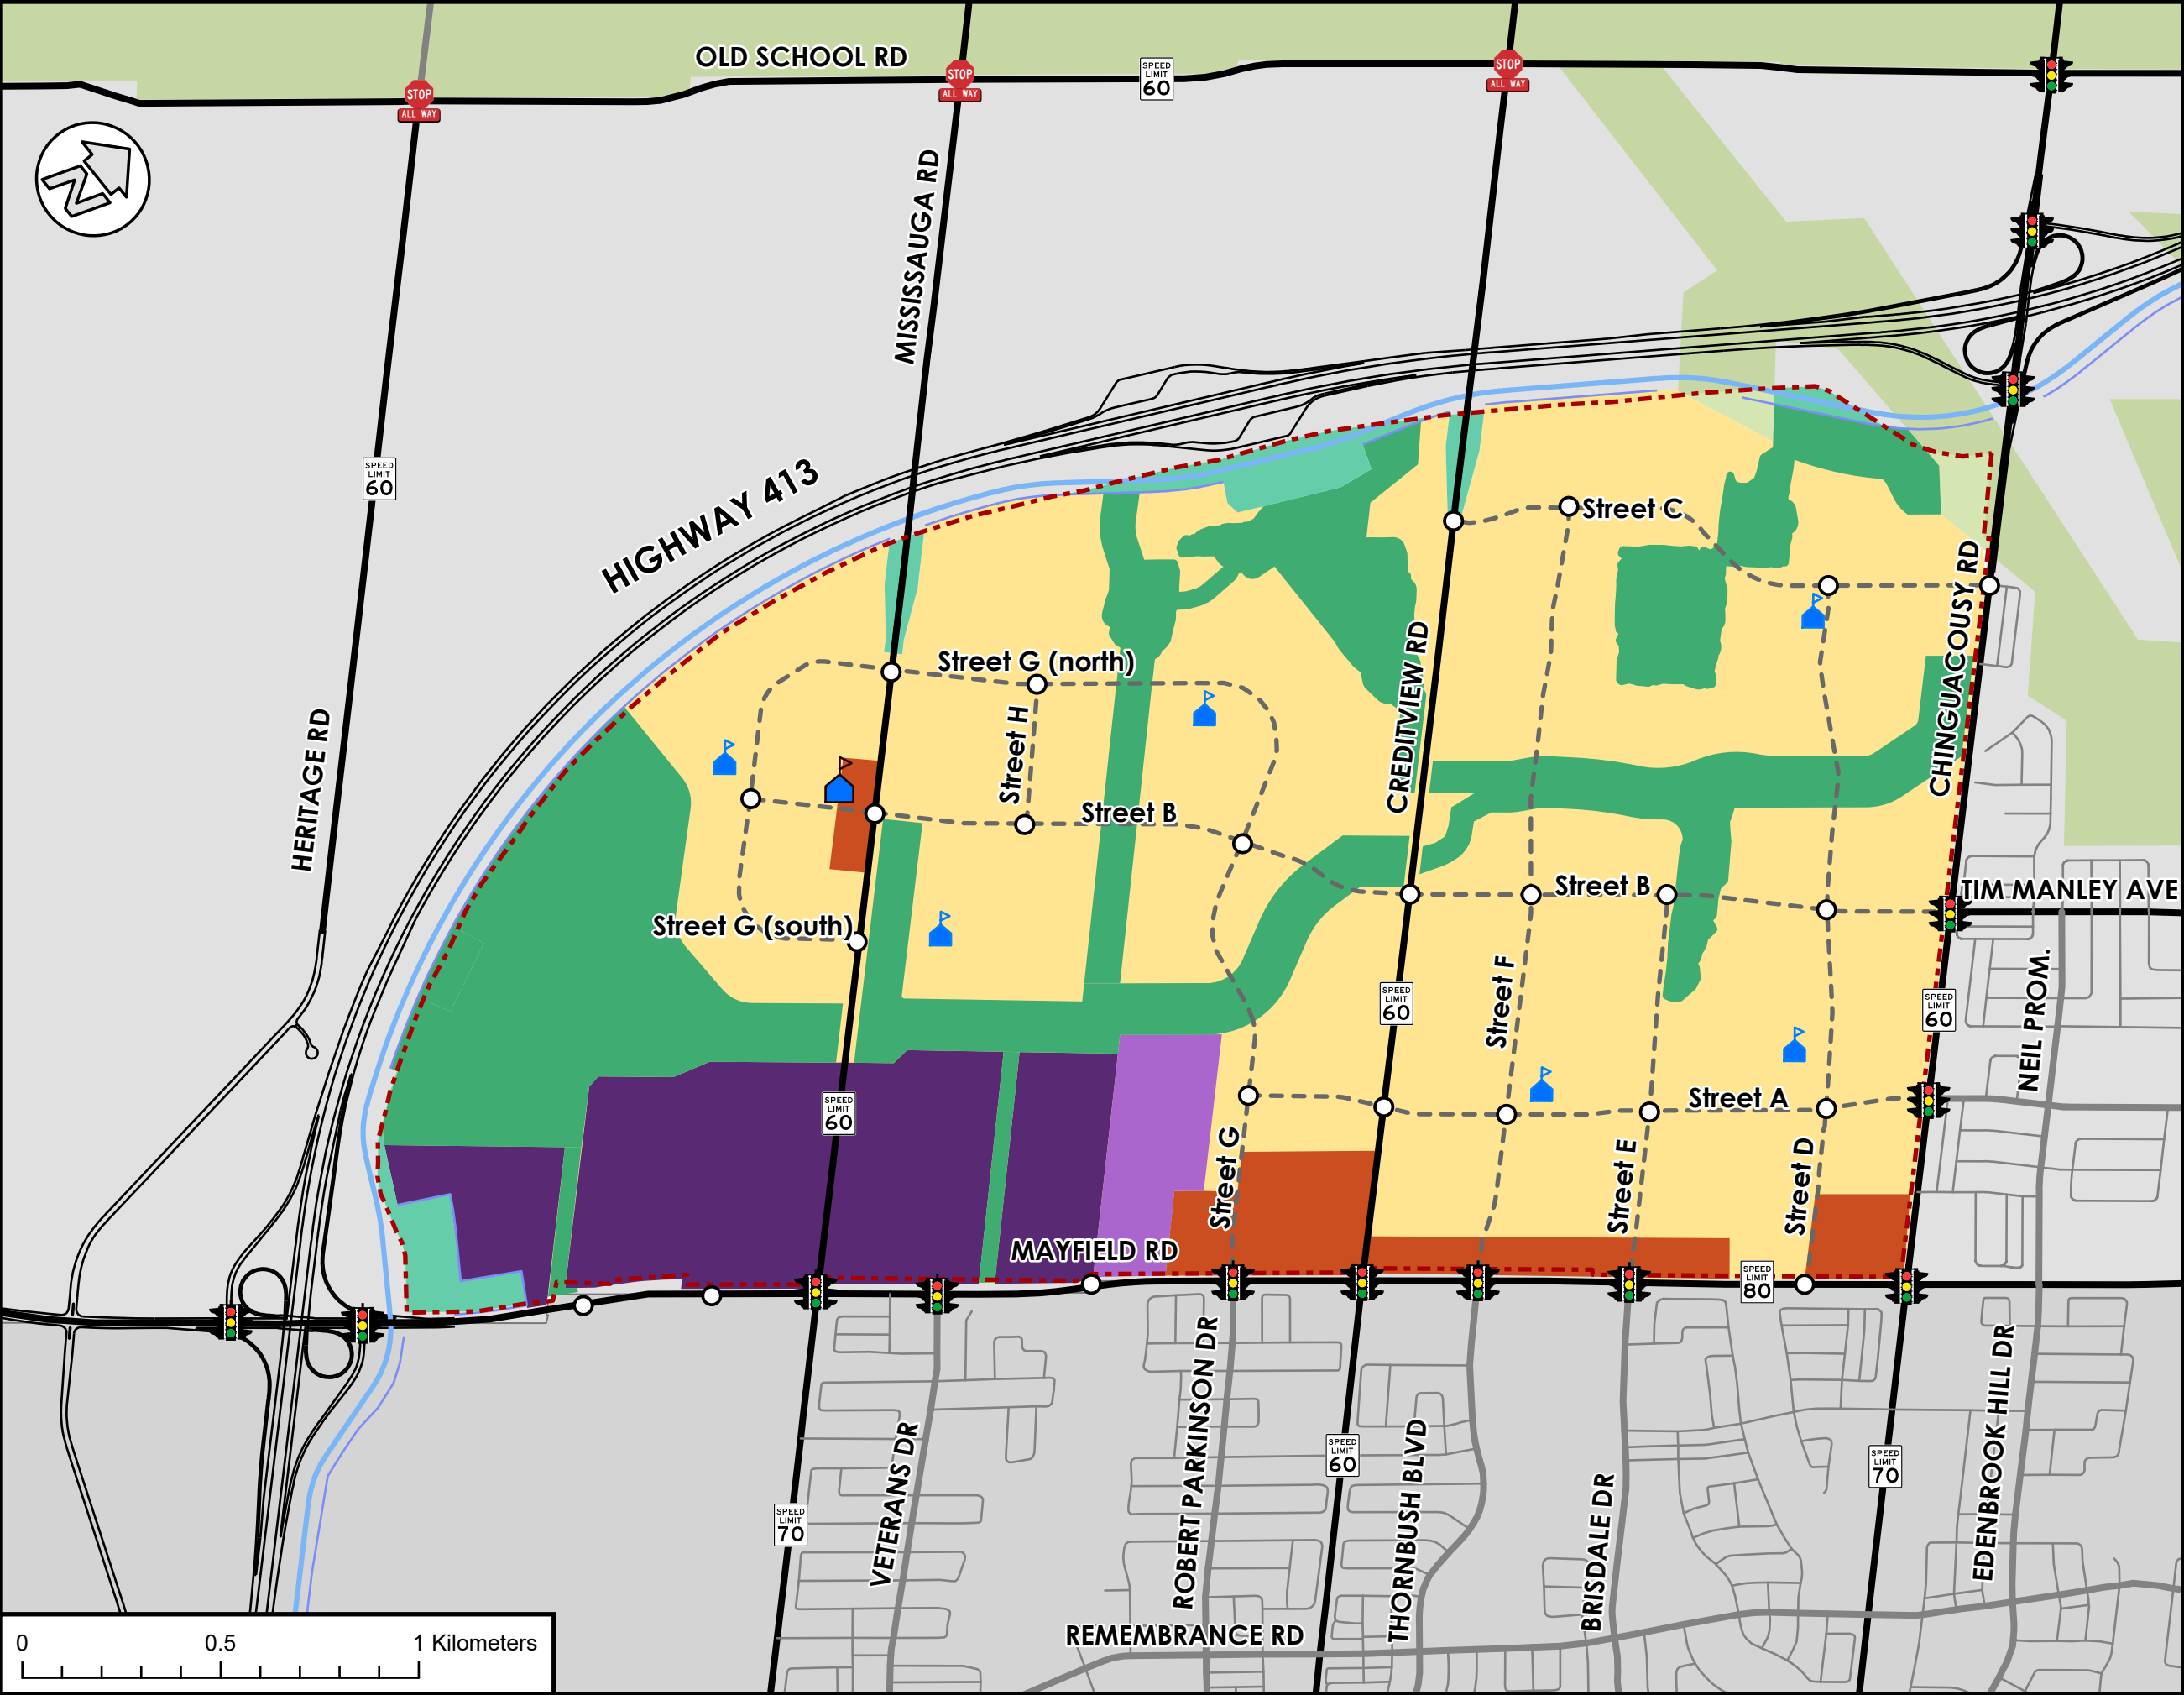 OLD SCHOOL RD
STOP
ALL WAY
STOP
ALL WAY
SPEED
LIMIT
60
STOP
ALL WAY
N
MISSISSAUGA RD
HIGHWAY 413
SPEED
LIMIT
60
Street C
CHINGUACOUSY RD
Street G (north)
CREDITVIEW RD
Street H
HERITAGE RD
Street B
Street B
TIM MANLEY AVE
Street G (south)
Street F
SPEED
LIMIT
60
SPEED
LIMIT
60
NEIL PROM.
SPEED
LIMIT
60
Street A
Street G
Street E
Street D
MAYFIELD RD
SPEED
LIMIT
80
VETERANS DR
ROBERT PARKINSON DR
THORNBUSH BLVD
BRISDALE DR
EDENBROOK HILL DR
SPEED
LIMIT
60
SPEED
LIMIT
70
SPEED
LIMIT
70
REMEMBRANCE RD
0 0.5 1 Kilometers